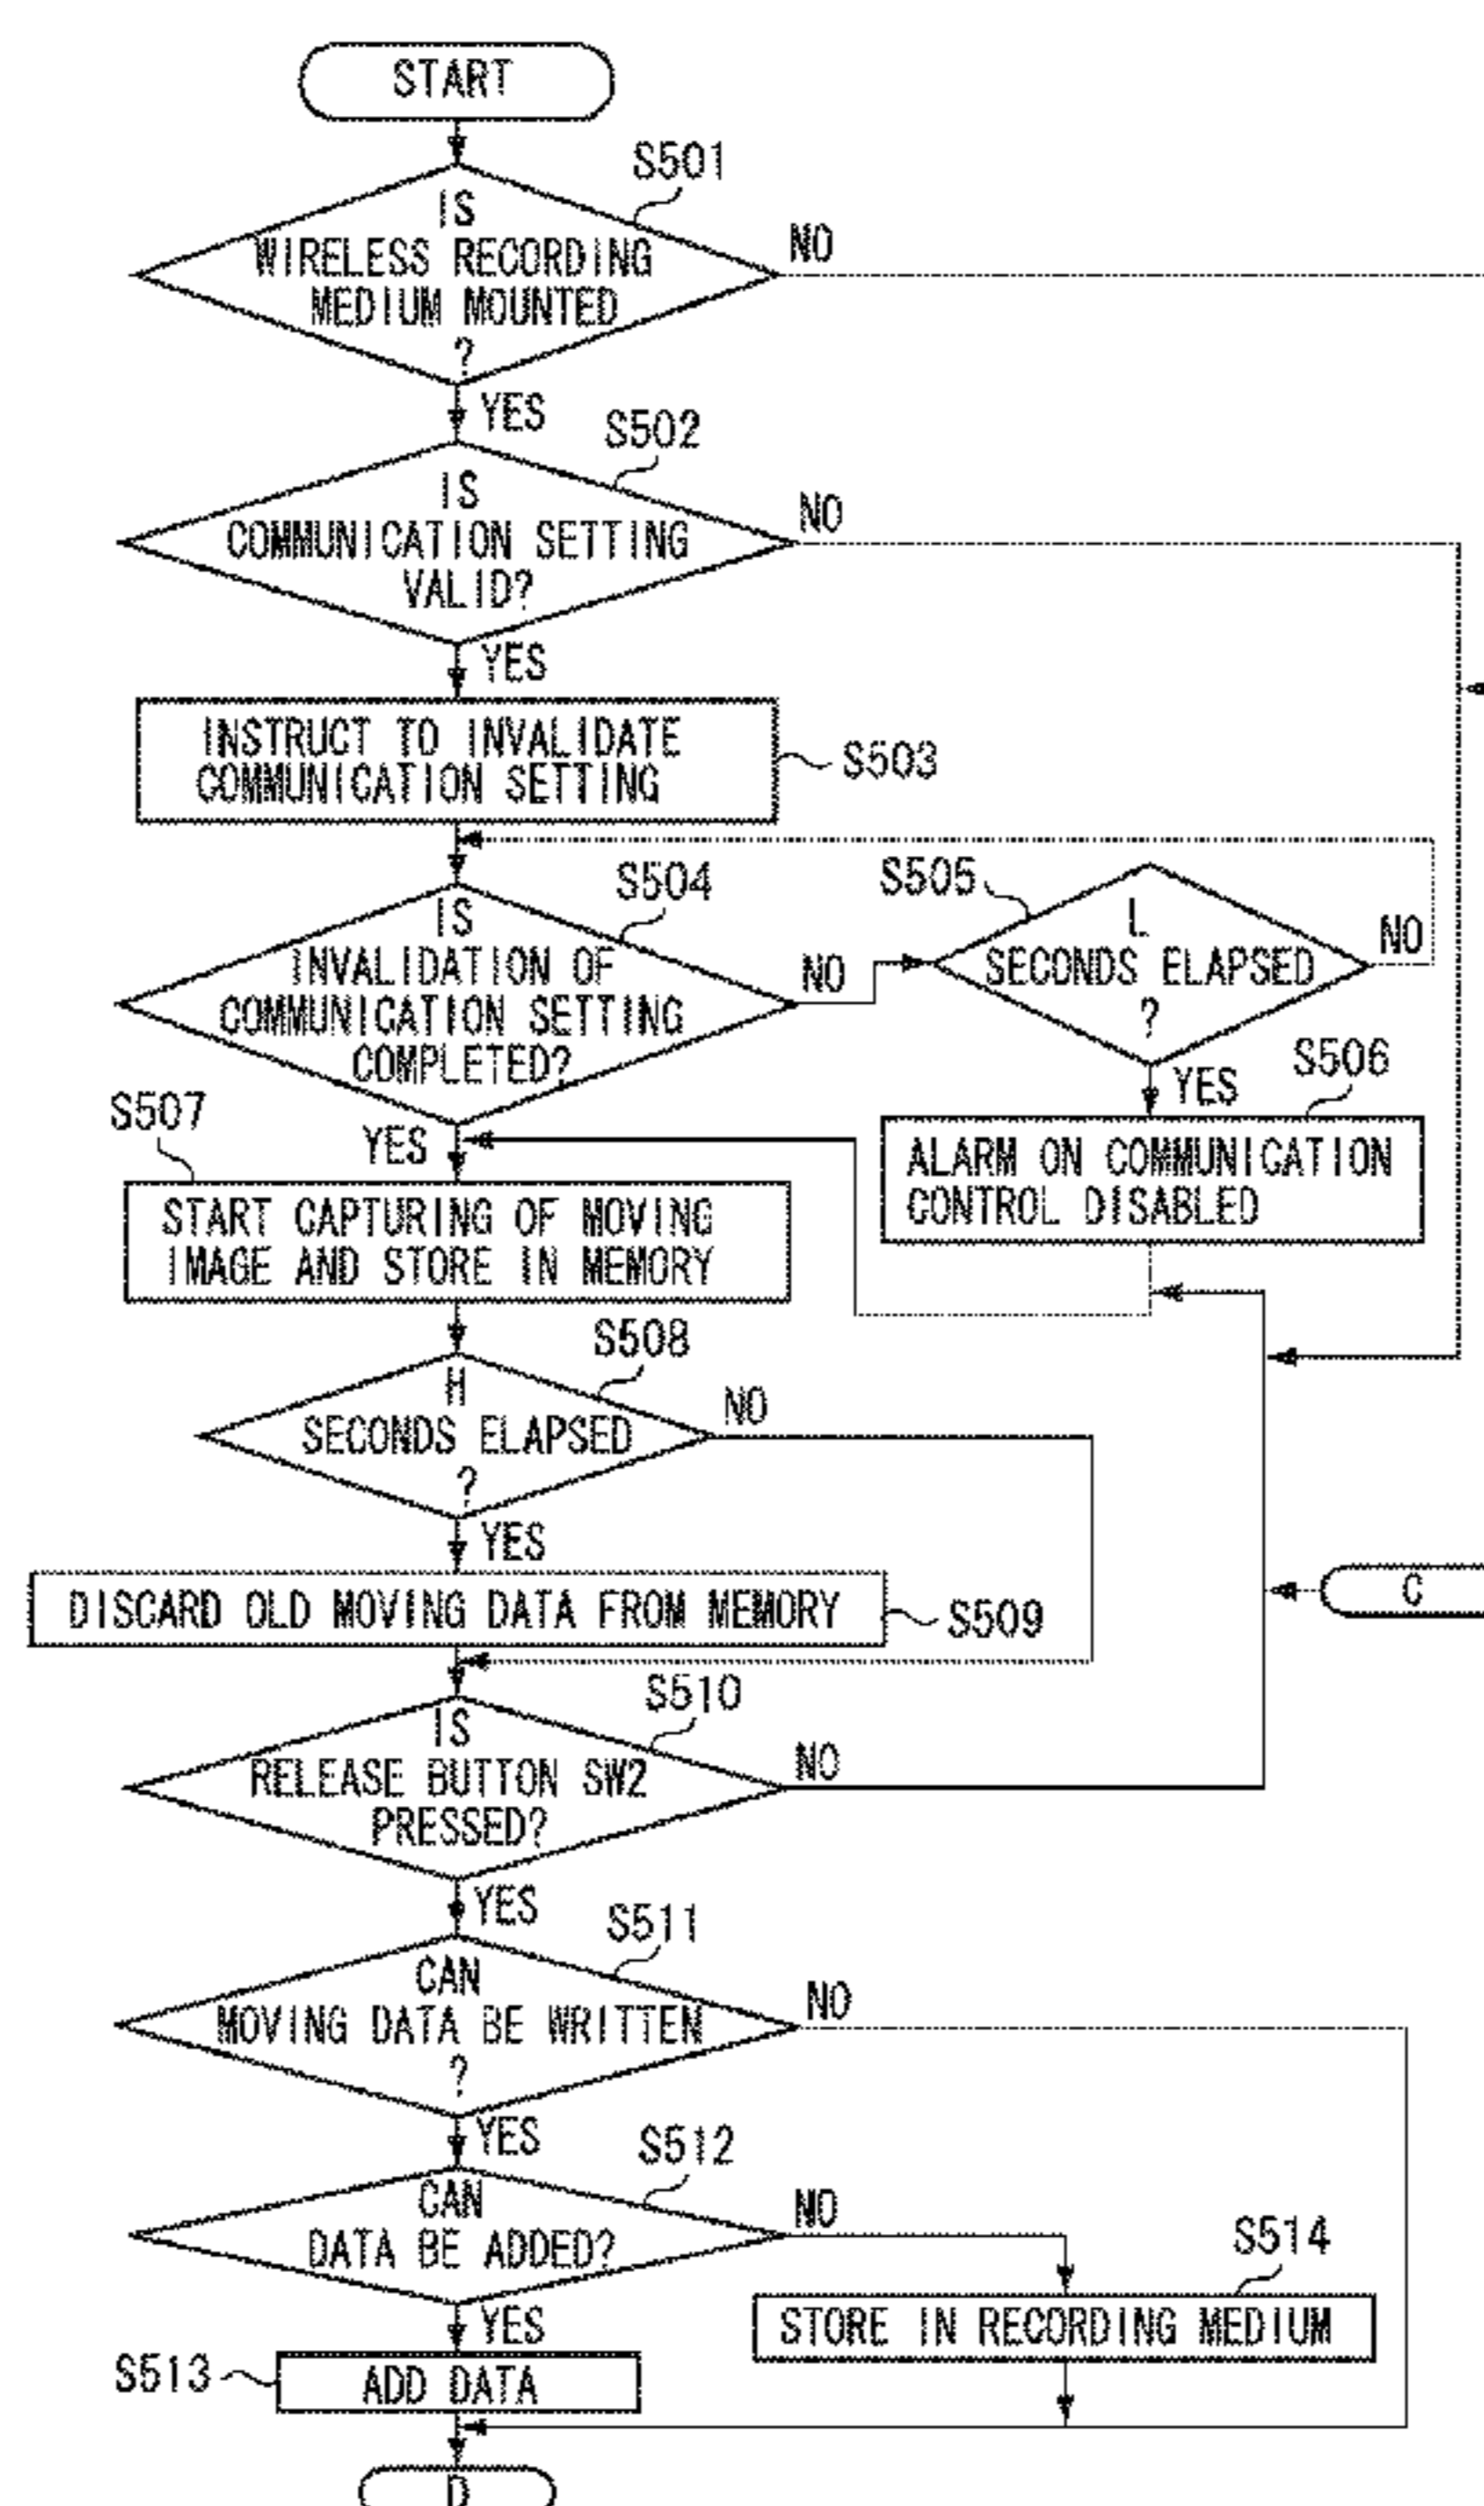 START
S501
IS
WIRELESS RECORDING
MEDIUM MOUNTED
?
NO
YES
S502
IS
COMMUNICATION SETTING
VALID?
NO
YES
INSTRUCT TO INVALIDATE
COMMUNICATION SETTING
S503
S504
IS
INVALIDATION OF
COMMUNICATION SETTING
COMPLETED?
NO
S505
L
SECONDS ELAPSED
?
NO
YES
S506
ALARM ON COMMUNICATION
CONTROL DISABLED
YES
S507
START CAPTURING OF MOVING
IMAGE AND STORE IN MEMORY
S508
H
SECONDS ELAPSED
?
NO
YES
DISCARD OLD MOVING DATA FROM MEMORY
S509
C
S510
IS
RELEASE BUTTON SW2
PRESSED?
NO
YES
S511
CAN
MOVING DATA BE WRITTEN
?
NO
YES
S512
CAN
DATA BE ADDED?
NO
YES
S514
STORE IN RECORDING MEDIUM
S513
ADD DATA
D